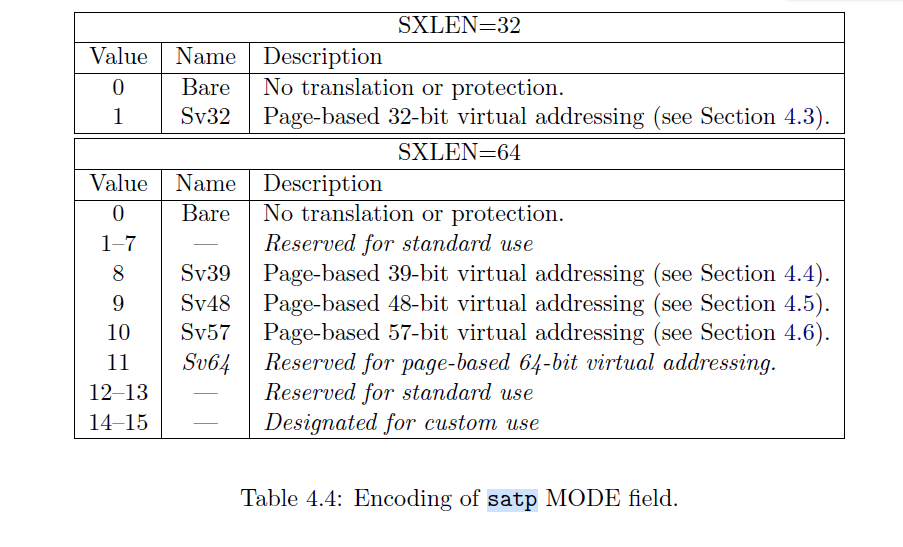 SXLEN=32
Value Name Description
0 Bare No translation or protection.
1 Sv32 Page-based 32-bit virtual addressing (see Section 4.3).
SXLEN=64
Value Name Description
0 Bare No translation or protection.
1–7 — Reserved for standard use
8 Sv39 Page-based 39-bit virtual addressing (see Section 4.4).
9 Sv48 Page-based 48-bit virtual addressing (see Section 4.5).
10 Sv57 Page-based 57-bit virtual addressing (see Section 4.6).
11 Sv64 Reserved for page-based 64-bit virtual addressing.
12–13 — Reserved for standard use
14–15 — Designated for custom use
Table 4.4: Encoding of satp MODE field.